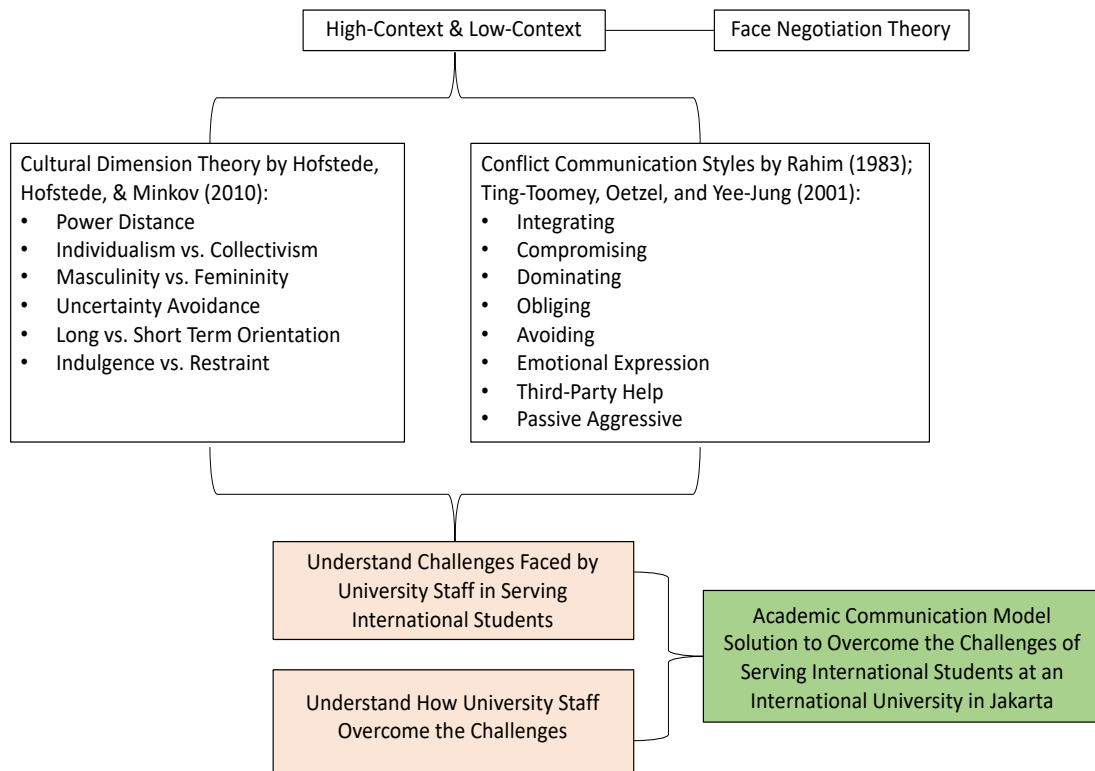 High-Context & Low-Context
Face Negotiation Theory
Cultural Dimension Theory by Hofstede,
Hofstede, & Minkov (2010):
• Power Distance
• Individualism vs. Collectivism
• Masculinity vs. Femininity
• Uncertainty Avoidance
• Long vs. Short Term Orientation
• Indulgence vs. Restraint
Conflict Communication Styles by Rahim (1983);
Ting-Toomey, Oetzel, and Yee-Jung (2001):
• Integrating
• Compromising
• Dominating
• Obliging
• Avoiding
• Emotional Expression
• Third-Party Help
• Passive Aggressive
Understand Challenges Faced by
University Staff in Serving
International Students
Understand How University Staff
Overcome the Challenges
Academic Communication Model
Solution to Overcome the Challenges of
Serving International Students at an
International University in Jakarta